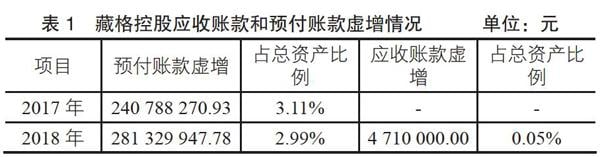 表 1　藏格控股应收账款和预付账款虚增情况　单位：元
项目 预付账款虚增 占总资产比例 应收账款虚增 占总资产比例
2017 年 240 788 270.93 3.11% - -
2018 年 281 329 947.78 2.99% 4 710 000.00 0.05%